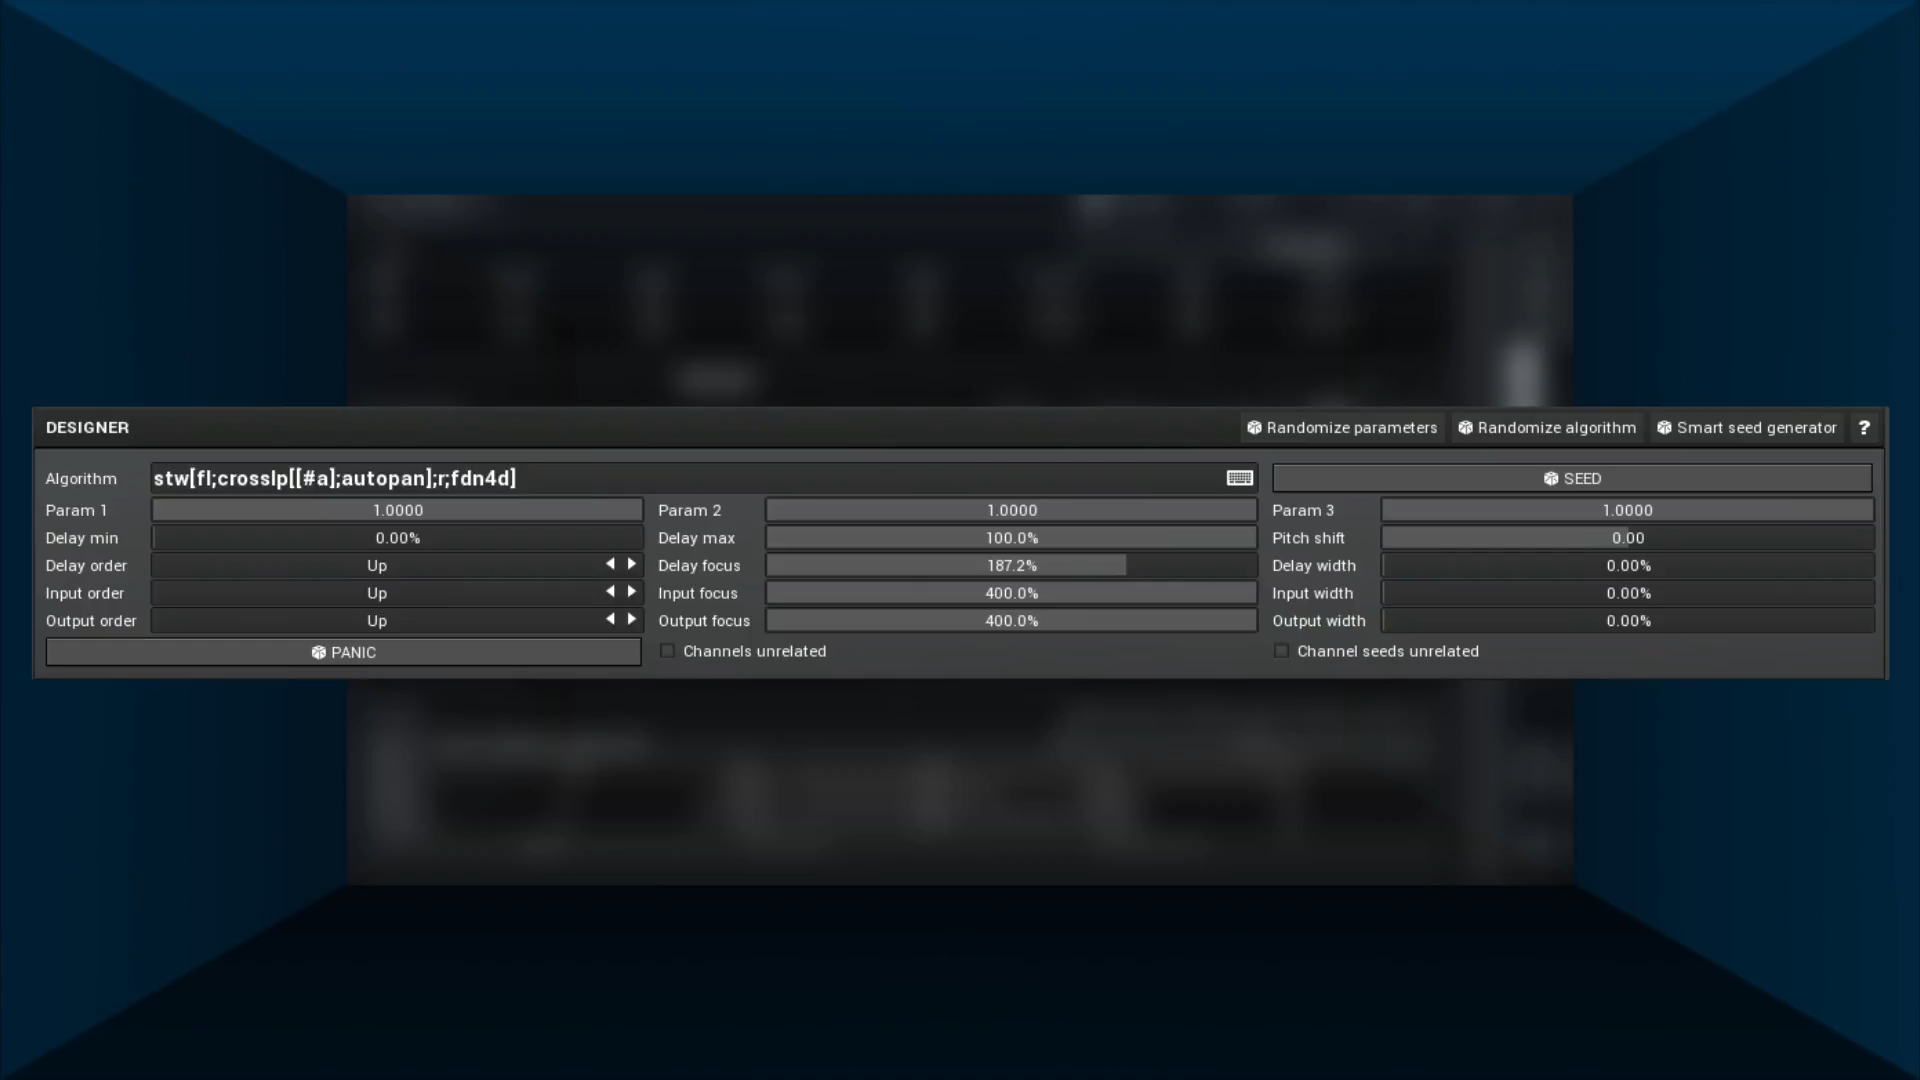 DESIGNER Randomize parameters Randomize algorithm Smart seed generator ?
Algorithm stw[fl;crosslp[[#a];autopan];r;fdn4d] SEED
Param 1 1.0000 Param 2 1.0000 Param 3 1.0000
Delay min 0.00% Delay max 100.0% Pitch shift 0.00
Delay order Up Delay focus 187.2% Delay width 0.00%
Input order Up Input focus 400.0% Input width 0.00%
Output order Up Output focus 400.0% Output width 0.00%
PANIC Channels unrelated Channel seeds unrelated